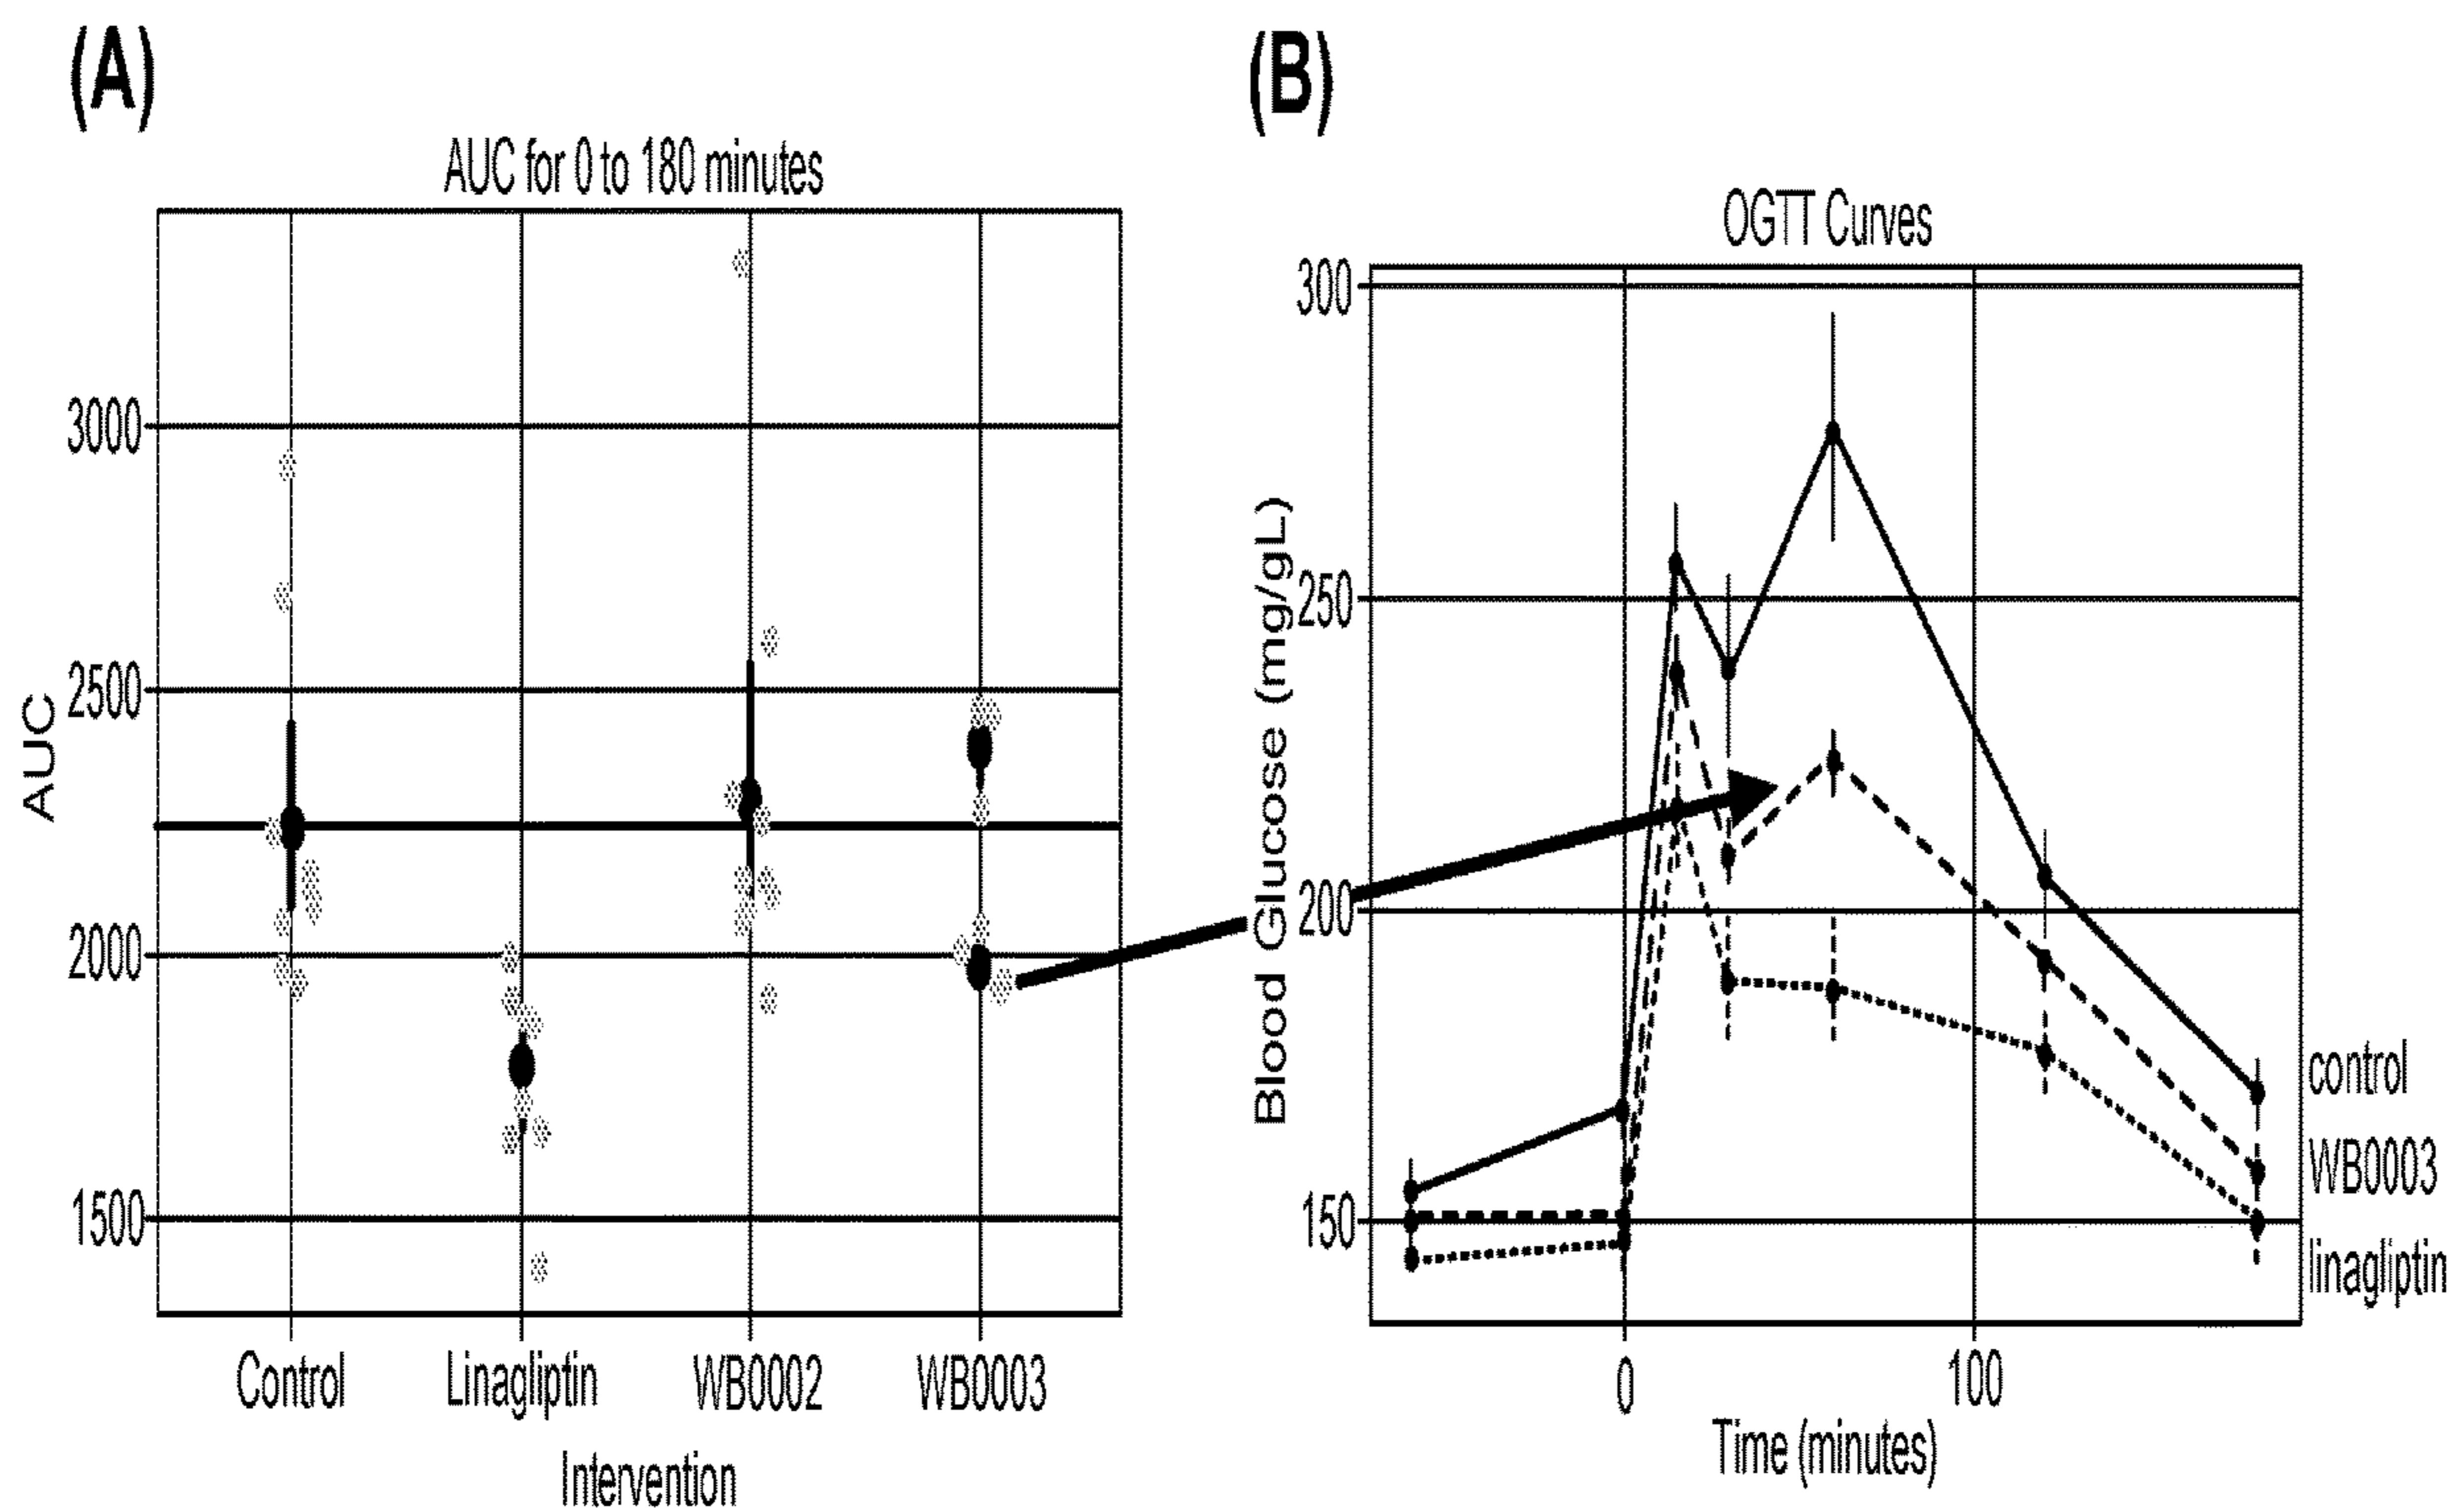 (A)
AUC for 0 to 180 minutes
AUC
3000
2500
2000
1500
Control
Linagliptin
WB0002
WB0003
Intervention
(B)
OGTT Curves
Blood Glucose (mg/gL)
300
250
200
150
0
100
Time (minutes)
control
WB0003
linagliptin